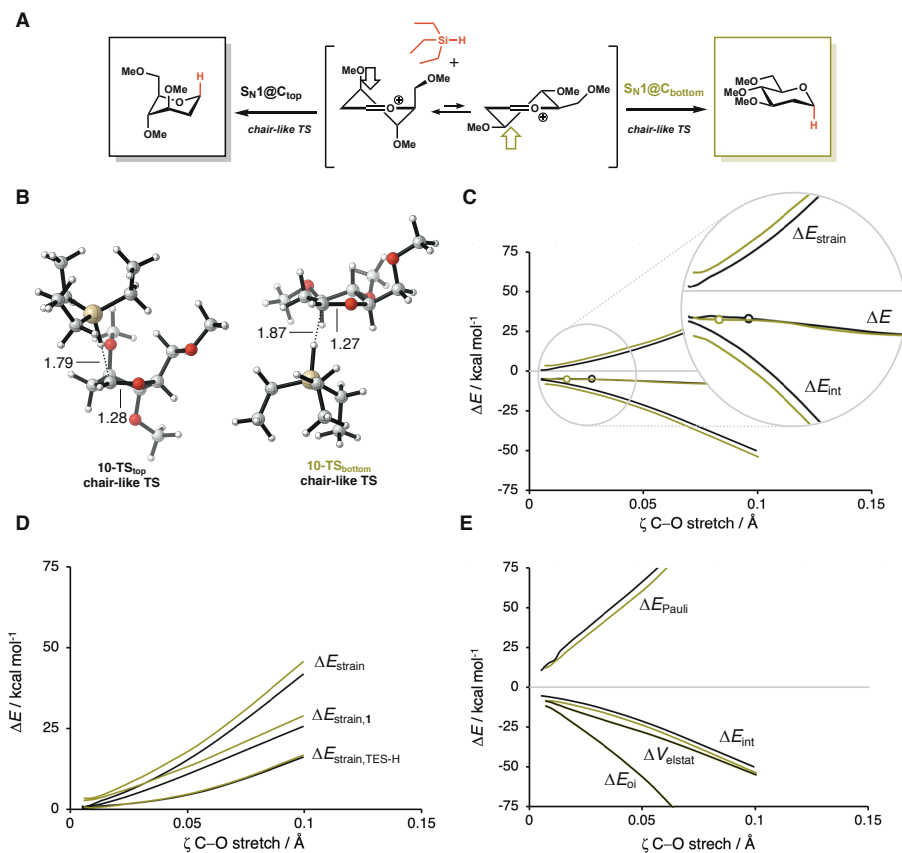 A
Si-H
+
MeO
H
OMe
OMe
SN1@Ctop
chair-like TS
MeO
OMe
O
⊕
OMe
OMe
O
⊕
MeO
SN1@Cbottom
chair-like TS
MeO
MeO
MeO
O
H
B
1.79
1.28
10-TStop
chair-like TS
1.87
1.27
10-TSbottom
chair-like TS
C
ΔE / kcal mol-1
75
50
25
0
-25
-50
-75
ΔEstrain
ΔE
ΔEint
0
0.05
0.1
0.15
ζ C–O stretch / Å
D
ΔE / kcal mol-1
75
50
25
0
ΔEstrain
ΔEstrain,1
ΔEstrain,TES-H
0
0.05
0.1
0.15
ζ C–O stretch / Å
E
ΔE / kcal mol-1
75
50
25
0
-25
-50
-75
ΔEPauli
ΔEint
ΔVelstat
ΔEoi
0
0.05
0.1
0.15
ζ C–O strech / Å